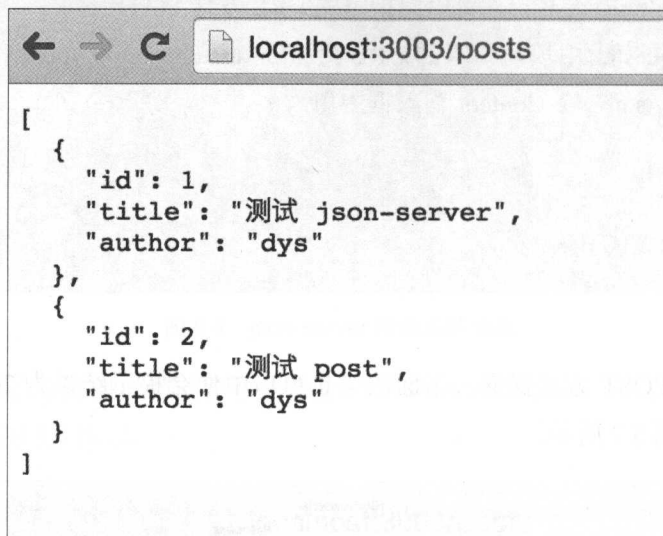 localhost:3003/posts
[
  {
    "id": 1,
    "title": "测试 json-server",
    "author": "dys"
  },
  {
    "id": 2,
    "title": "测试 post",
    "author": "dys"
  }
]